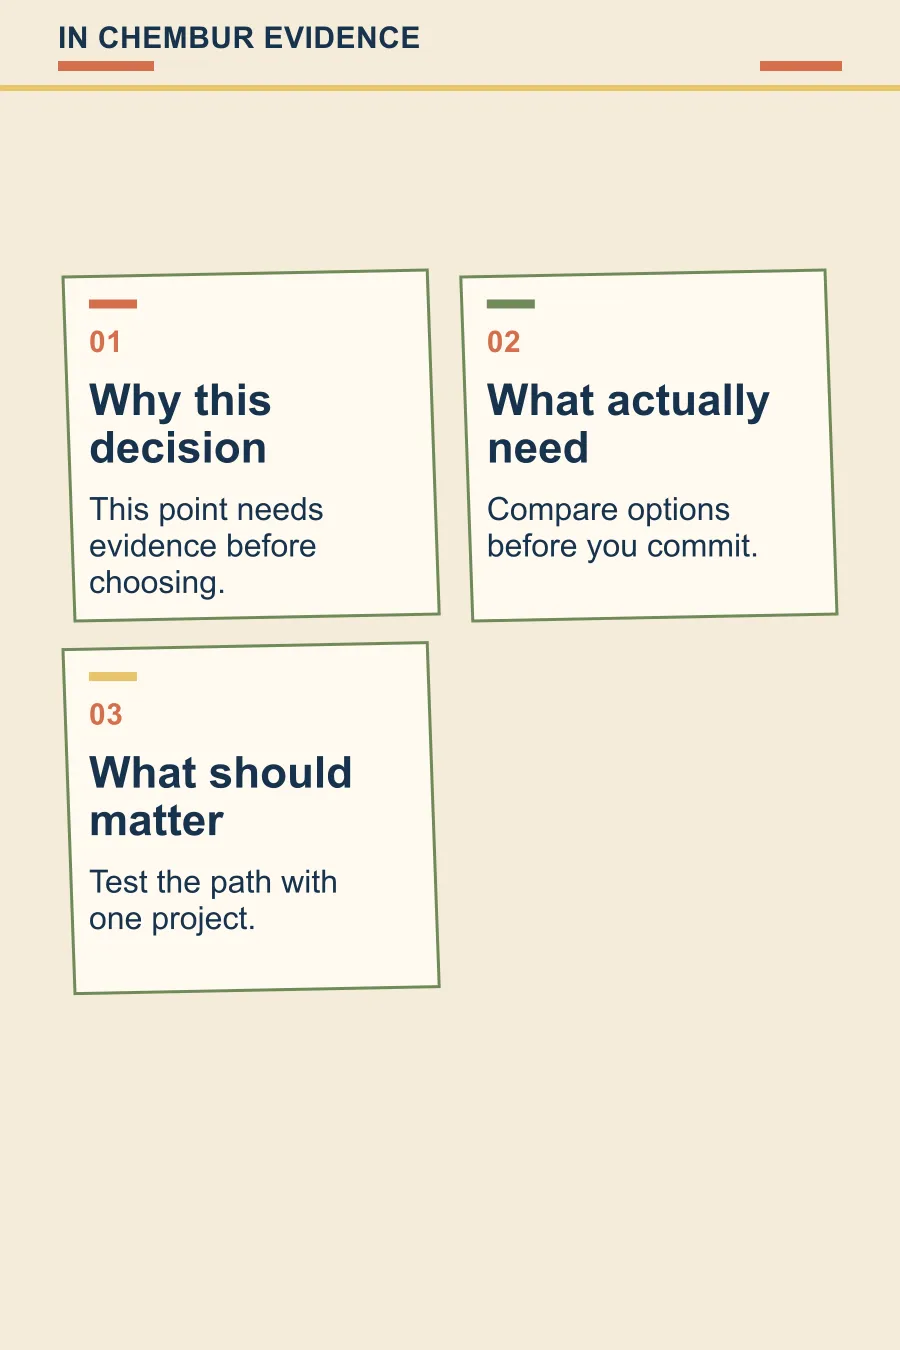 IN CHEMBUR EVIDENCE
01
Why this
decision
This point needs
evidence before
choosing.
02
What actually
need
Compare options
before you commit.
03
What should
matter
Test the path with
one project.